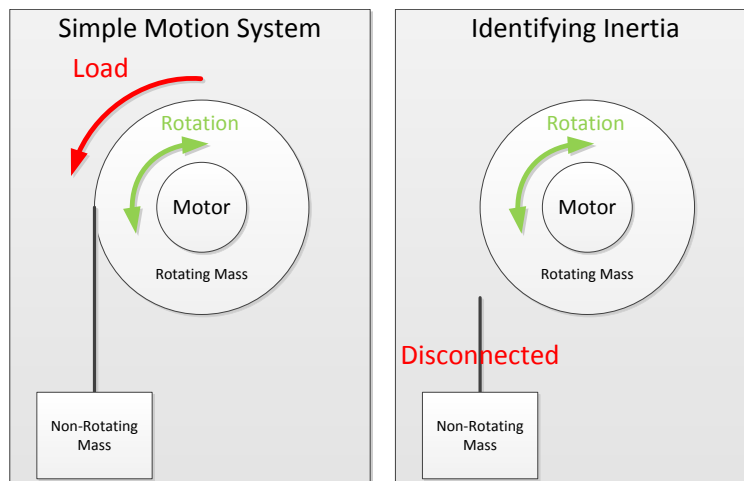 Simple Motion System
Load
Rotation
Motor
Rotating Mass
Non-Rotating
Mass
Identifying Inertia
Rotation
Motor
Rotating Mass
Disconnected
Non-Rotating
Mass